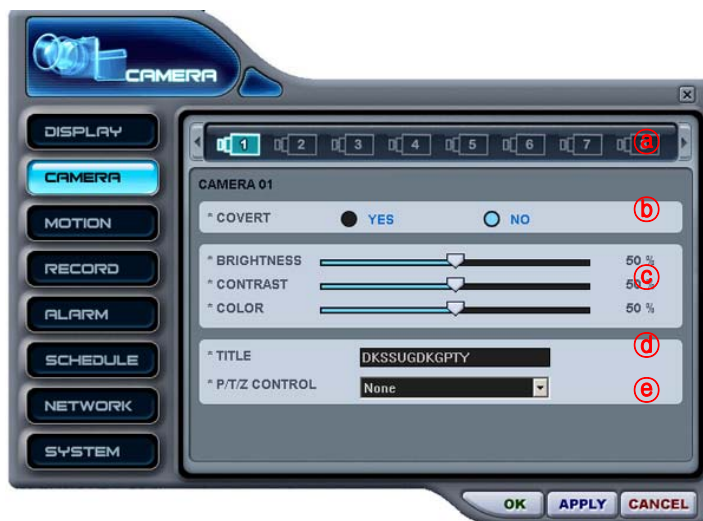 CAMERA
DISPLAY
CAMERA
MOTION
RECORD
ALARM
SCHEDULE
NETWORK
SYSTEM
1 2 3 4 5 6 7 ⓐ
CAMERA 01
* COVERT YES NO ⓑ
* BRIGHTNESS 50 %
* CONTRAST 50 % ⓒ
* COLOR 50 %
* TITLE DKSSUGDKGPTY ⓓ
* P/T/Z CONTROL None ⓔ
OK APPLY CANCEL